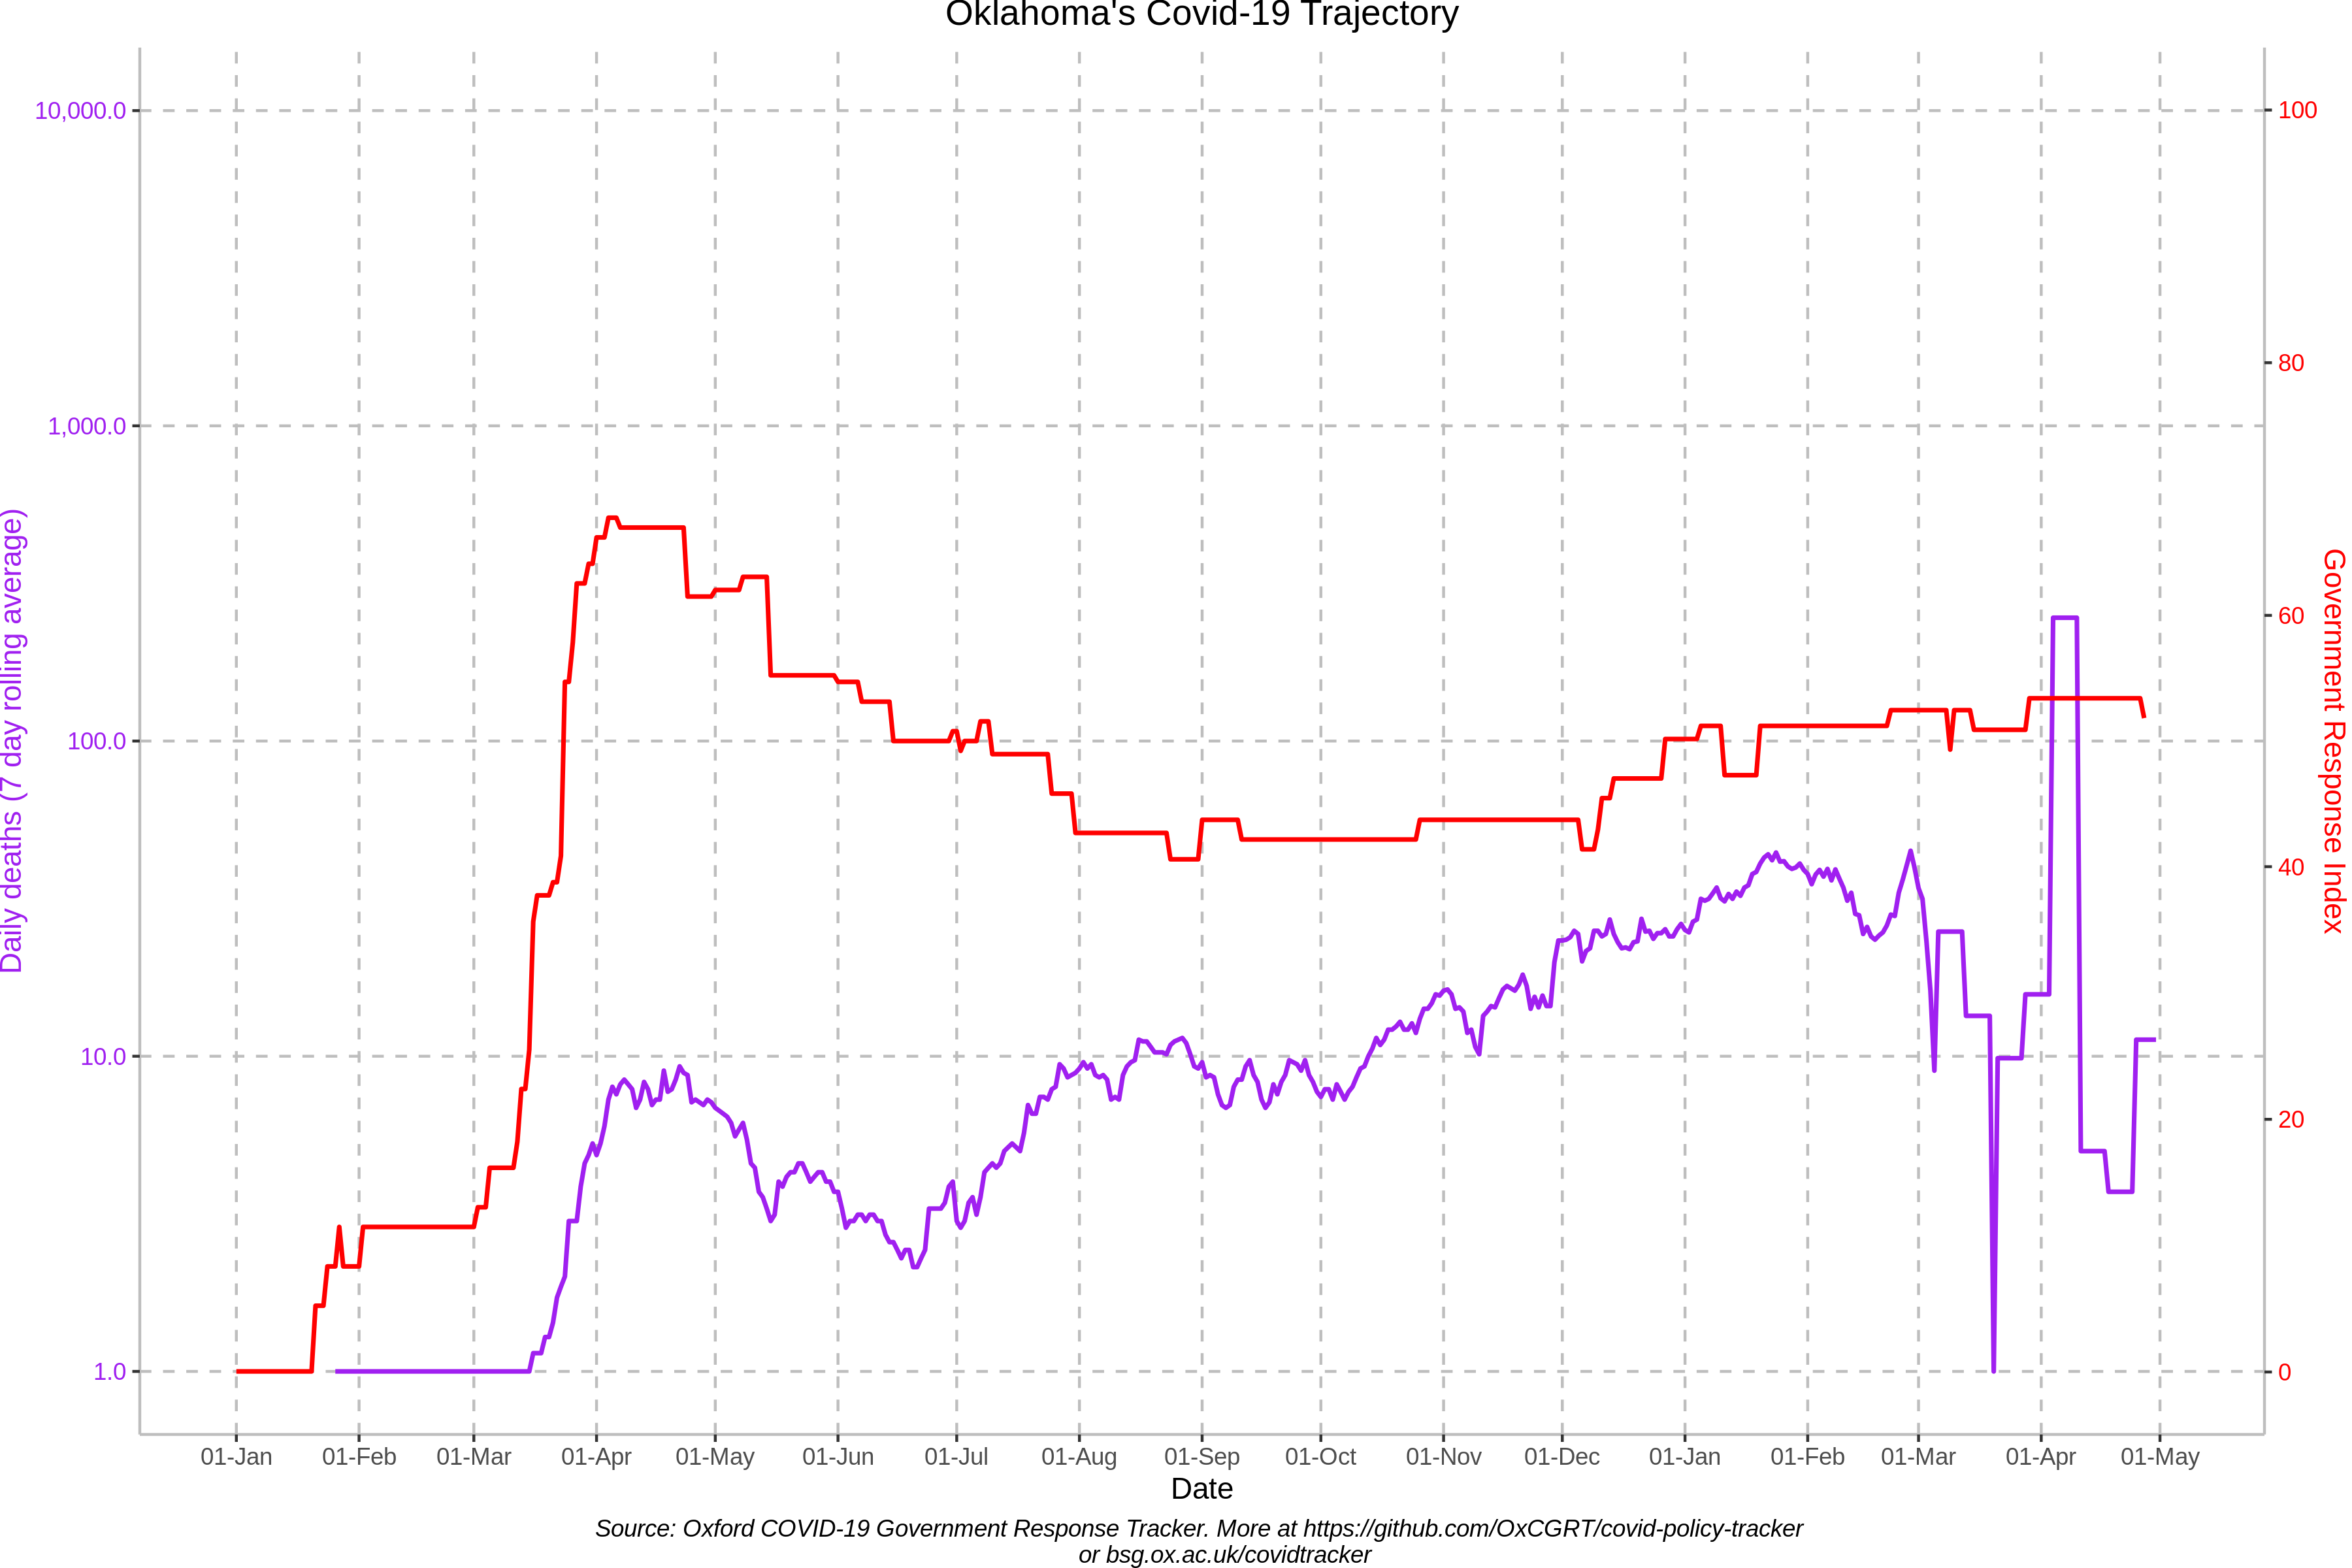 Oklahoma's Covid-19 Trajectory
10,000.0
1,000.0
100.0
10.0
1.0
Daily deaths (7 day rolling average)
100
80
60
40
20
0
Government Response Index
01-Jan 01-Feb 01-Mar 01-Apr 01-May 01-Jun 01-Jul 01-Aug 01-Sep 01-Oct 01-Nov 01-Dec 01-Jan 01-Feb 01-Mar 01-Apr 01-May
Date
Source: Oxford COVID-19 Government Response Tracker. More at https://github.com/OxCGRT/covid-policy-tracker
or bsg.ox.ac.uk/covidtracker